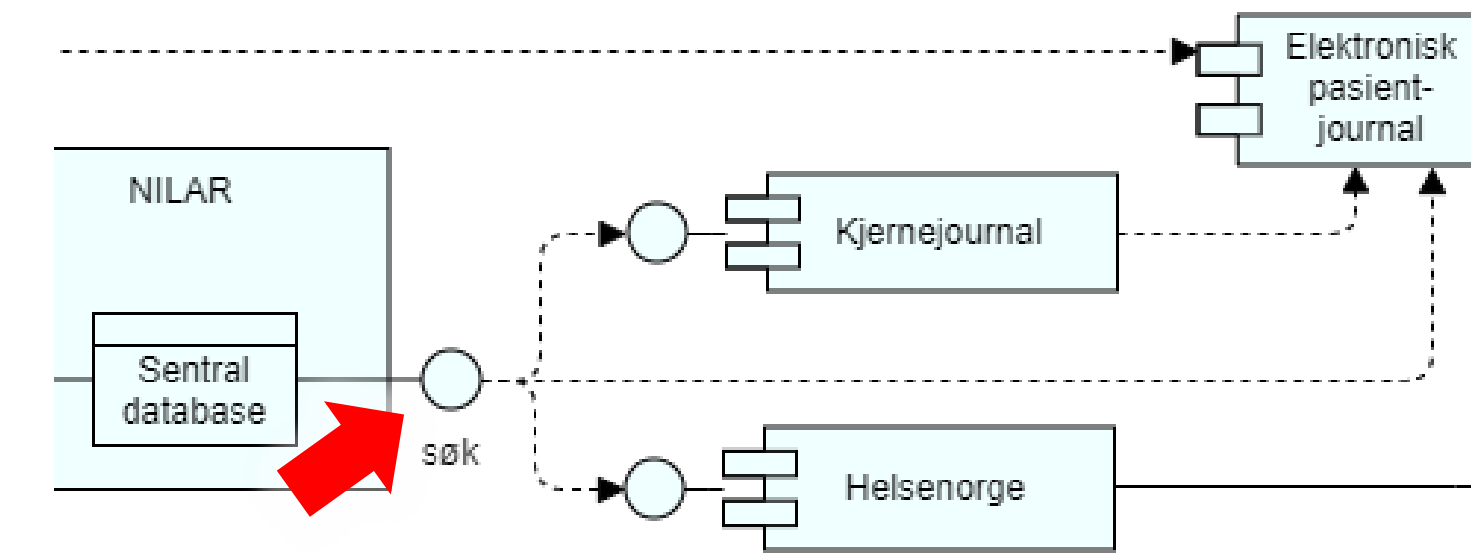 Elektronisk
pasient-
journal
NILAR
Kjernejournal
Sentral
database
søk
Helsenorge